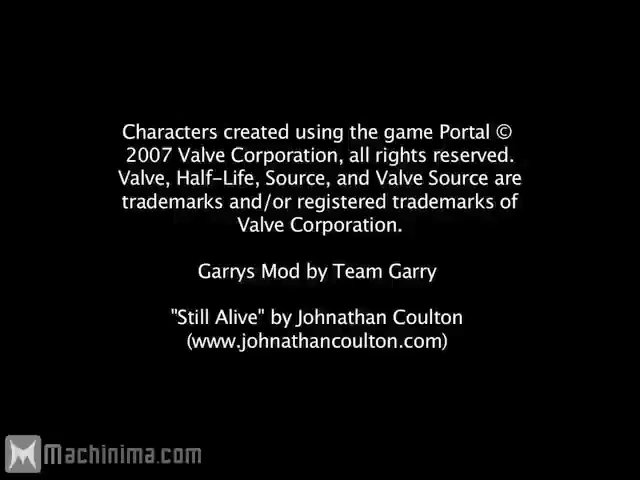 Characters created using the game Portal ©
2007 Valve Corporation, all rights reserved.
Valve, Half-Life, Source, and Valve Source are
trademarks and/or registered trademarks of
Valve Corporation.
Garrys Mod by Team Garry
"Still Alive" by Johnathan Coulton
(www.johnathancoulton.com)
Machinima.com